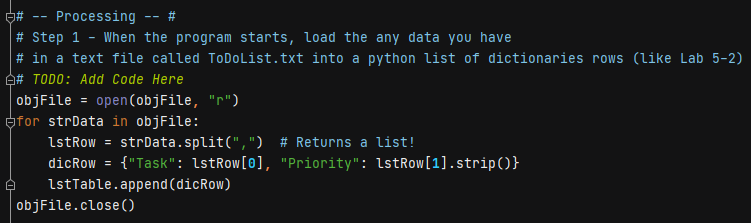 # -- Processing -- #
# Step 1 - When the program starts, load the any data you have
# in a text file called ToDoList.txt into a python list of dictionaries rows (like Lab 5-2)
# TODO: Add Code Here
objFile = open(objFile, "r")
for strData in objFile:
    lstRow = strData.split(",")  # Returns a list!
    dicRow = {"Task": lstRow[0], "Priority": lstRow[1].strip()}
    lstTable.append(dicRow)
objFile.close()